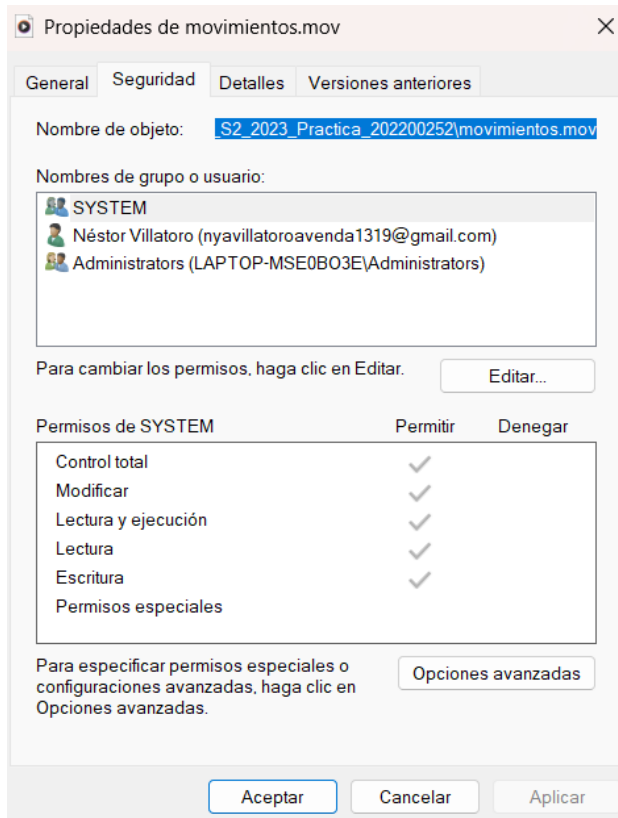 Propiedades de movimientos.mov
General Seguridad Detalles Versiones anteriores
Nombre de objeto: _S2_2023_Practica_202200252\movimientos.mov
Nombres de grupo o usuario:
SYSTEM
Néstor Villatoro (nyavillatoroavenda1319@gmail.com)
Administrators (LAPTOP-MSE0BO3E\Administrators)
Para cambiar los permisos, haga clic en Editar. Editar...
Permisos de SYSTEM Permitir Denegar
Control total
Modificar
Lectura y ejecución
Lectura
Escritura
Permisos especiales
Para especificar permisos especiales o
configuraciones avanzadas, haga clic en
Opciones avanzadas.
Opciones avanzadas
Aceptar Cancelar Aplicar